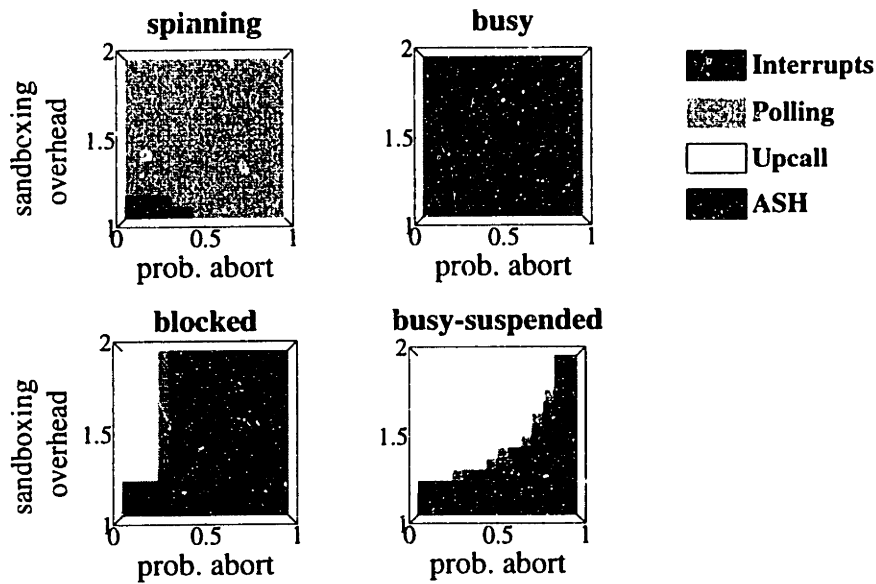 spinning
busy
2
1.5
1
0
0.5
1
sandboxing
overhead
prob. abort
2
1.5
1
0
0.5
1
prob. abort
Interrupts
Polling
Upcall
ASH
blocked
busy-suspended
2
1.5
1
0
0.5
1
sandboxing
overhead
prob. abort
2
1.5
1
0
0.5
1
prob. abort